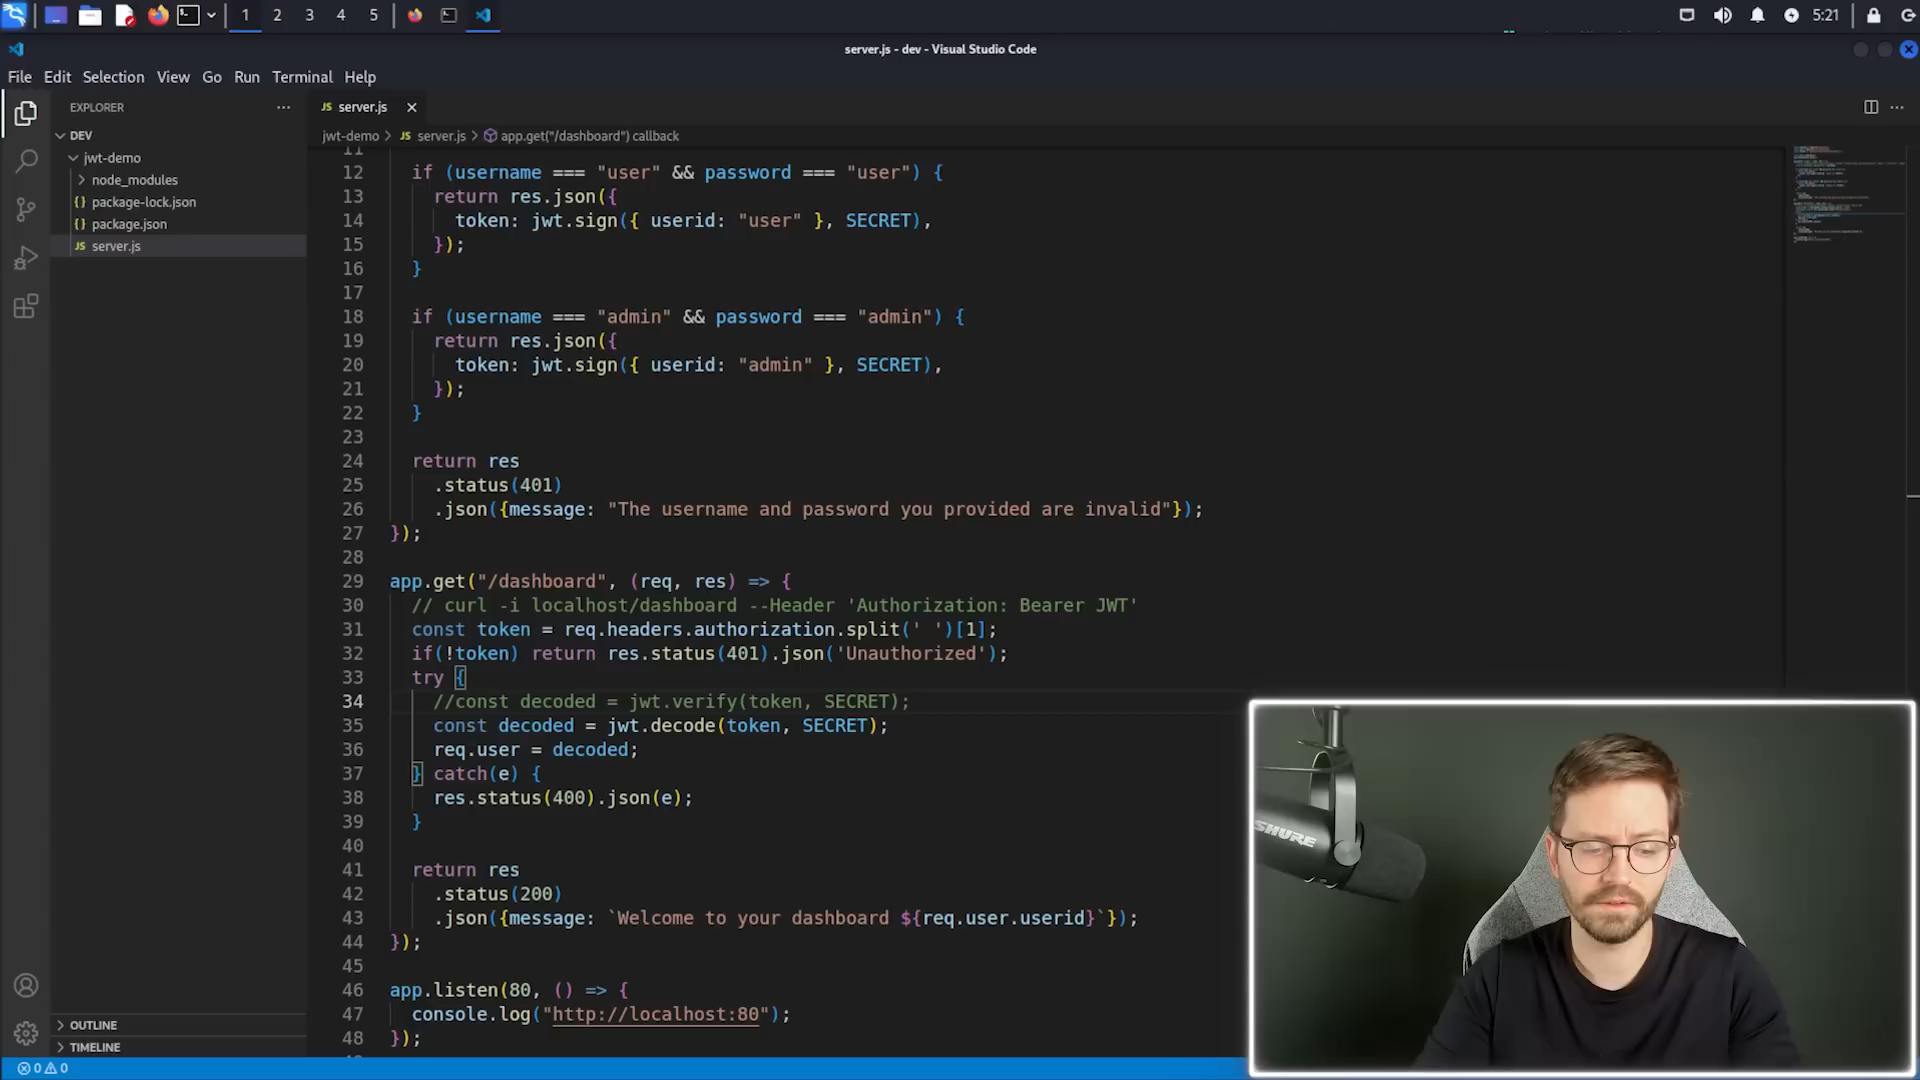 1 2 3 4 5 5:21
server.js - dev - Visual Studio Code
File Edit Selection View Go Run Terminal Help
EXPLORER
DEV
jwt-demo
node_modules
{} package-lock.json
{} package.json
JS server.js
OUTLINE
TIMELINE
JS server.js
jwt-demo > JS server.js > app.get("/dashboard") callback
11
12 if (username === "user" && password === "user") {
13 return res.json({
14 token: jwt.sign({ userid: "user" }, SECRET),
15 });
16 }
17
18 if (username === "admin" && password === "admin") {
19 return res.json({
20 token: jwt.sign({ userid: "admin" }, SECRET),
21 });
22 }
23
24 return res
25 .status(401)
26 .json({message: "The username and password you provided are invalid"});
27 });
28
29 app.get("/dashboard", (req, res) => {
30 // curl -i localhost/dashboard --Header 'Authorization: Bearer JWT'
31 const token = req.headers.authorization.split(' ')[1];
32 if(!token) return res.status(401).json('Unauthorized');
33 try {
34 //const decoded = jwt.verify(token, SECRET);
35 const decoded = jwt.decode(token, SECRET);
36 req.user = decoded;
37 } catch(e) {
38 res.status(400).json(e);
39 }
40
41 return res
42 .status(200)
43 .json({message: `Welcome to your dashboard ${req.user.userid}`});
44 });
45
46 app.listen(80, () => {
47 console.log("http://localhost:80");
48 });
0 0
SHURE